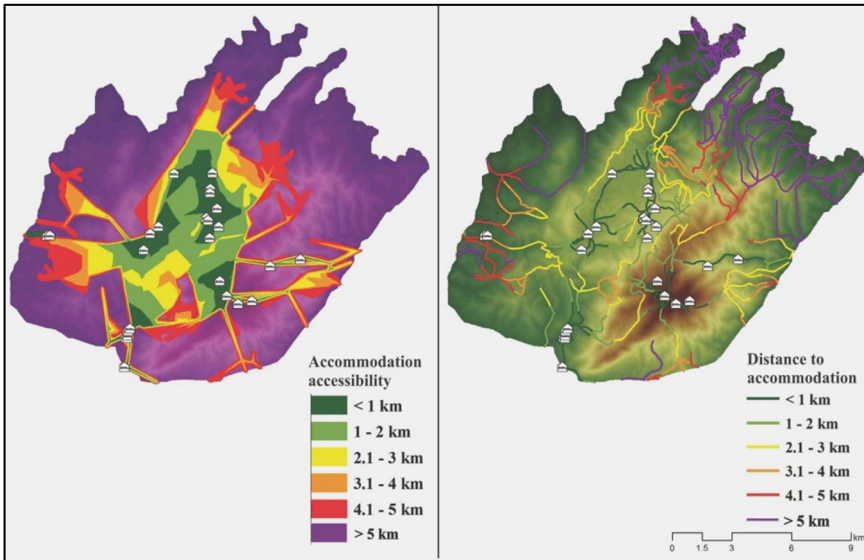 Accommodation
accessibility
< 1 km
1 - 2 km
2.1 - 3 km
3.1 - 4 km
4.1 - 5 km
> 5 km
Distance to
accommodation
< 1 km
1 - 2 km
2.1 - 3 km
3.1 - 4 km
4.1 - 5 km
> 5 km
km
0 1.5 3 6 9